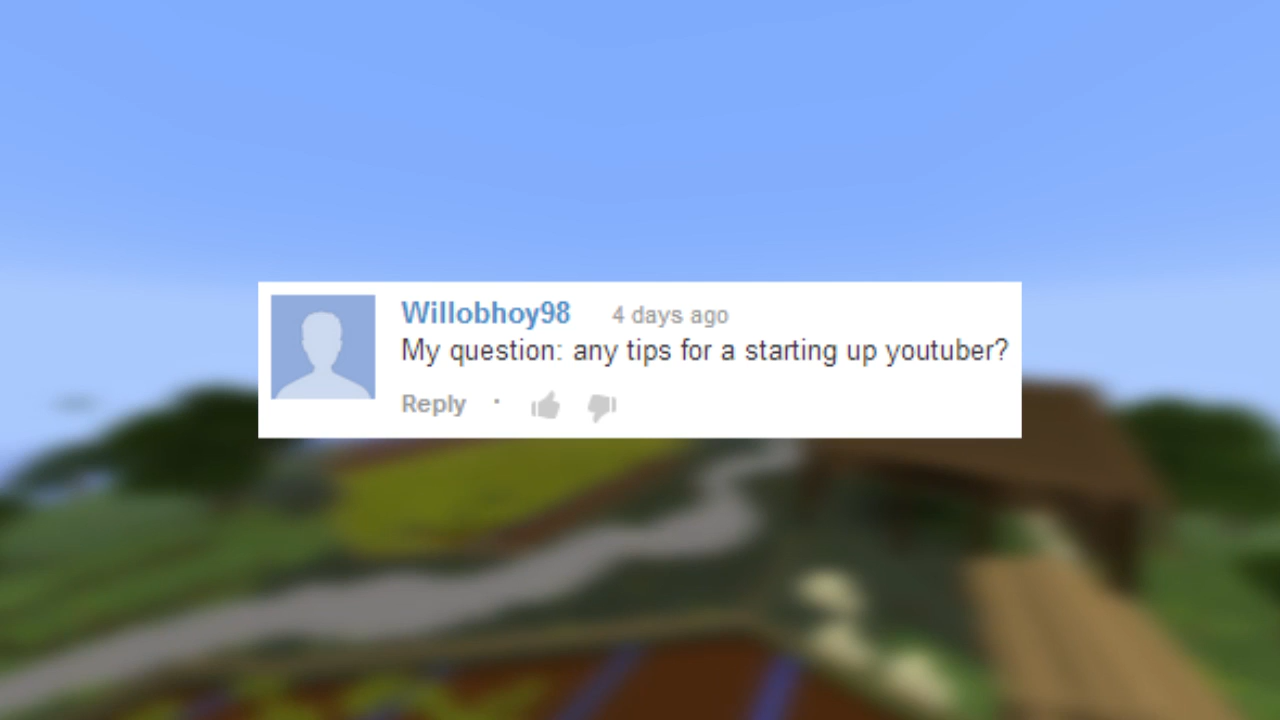 Willobhoy98 4 days ago
My question: any tips for a starting up youtuber?
Reply ·